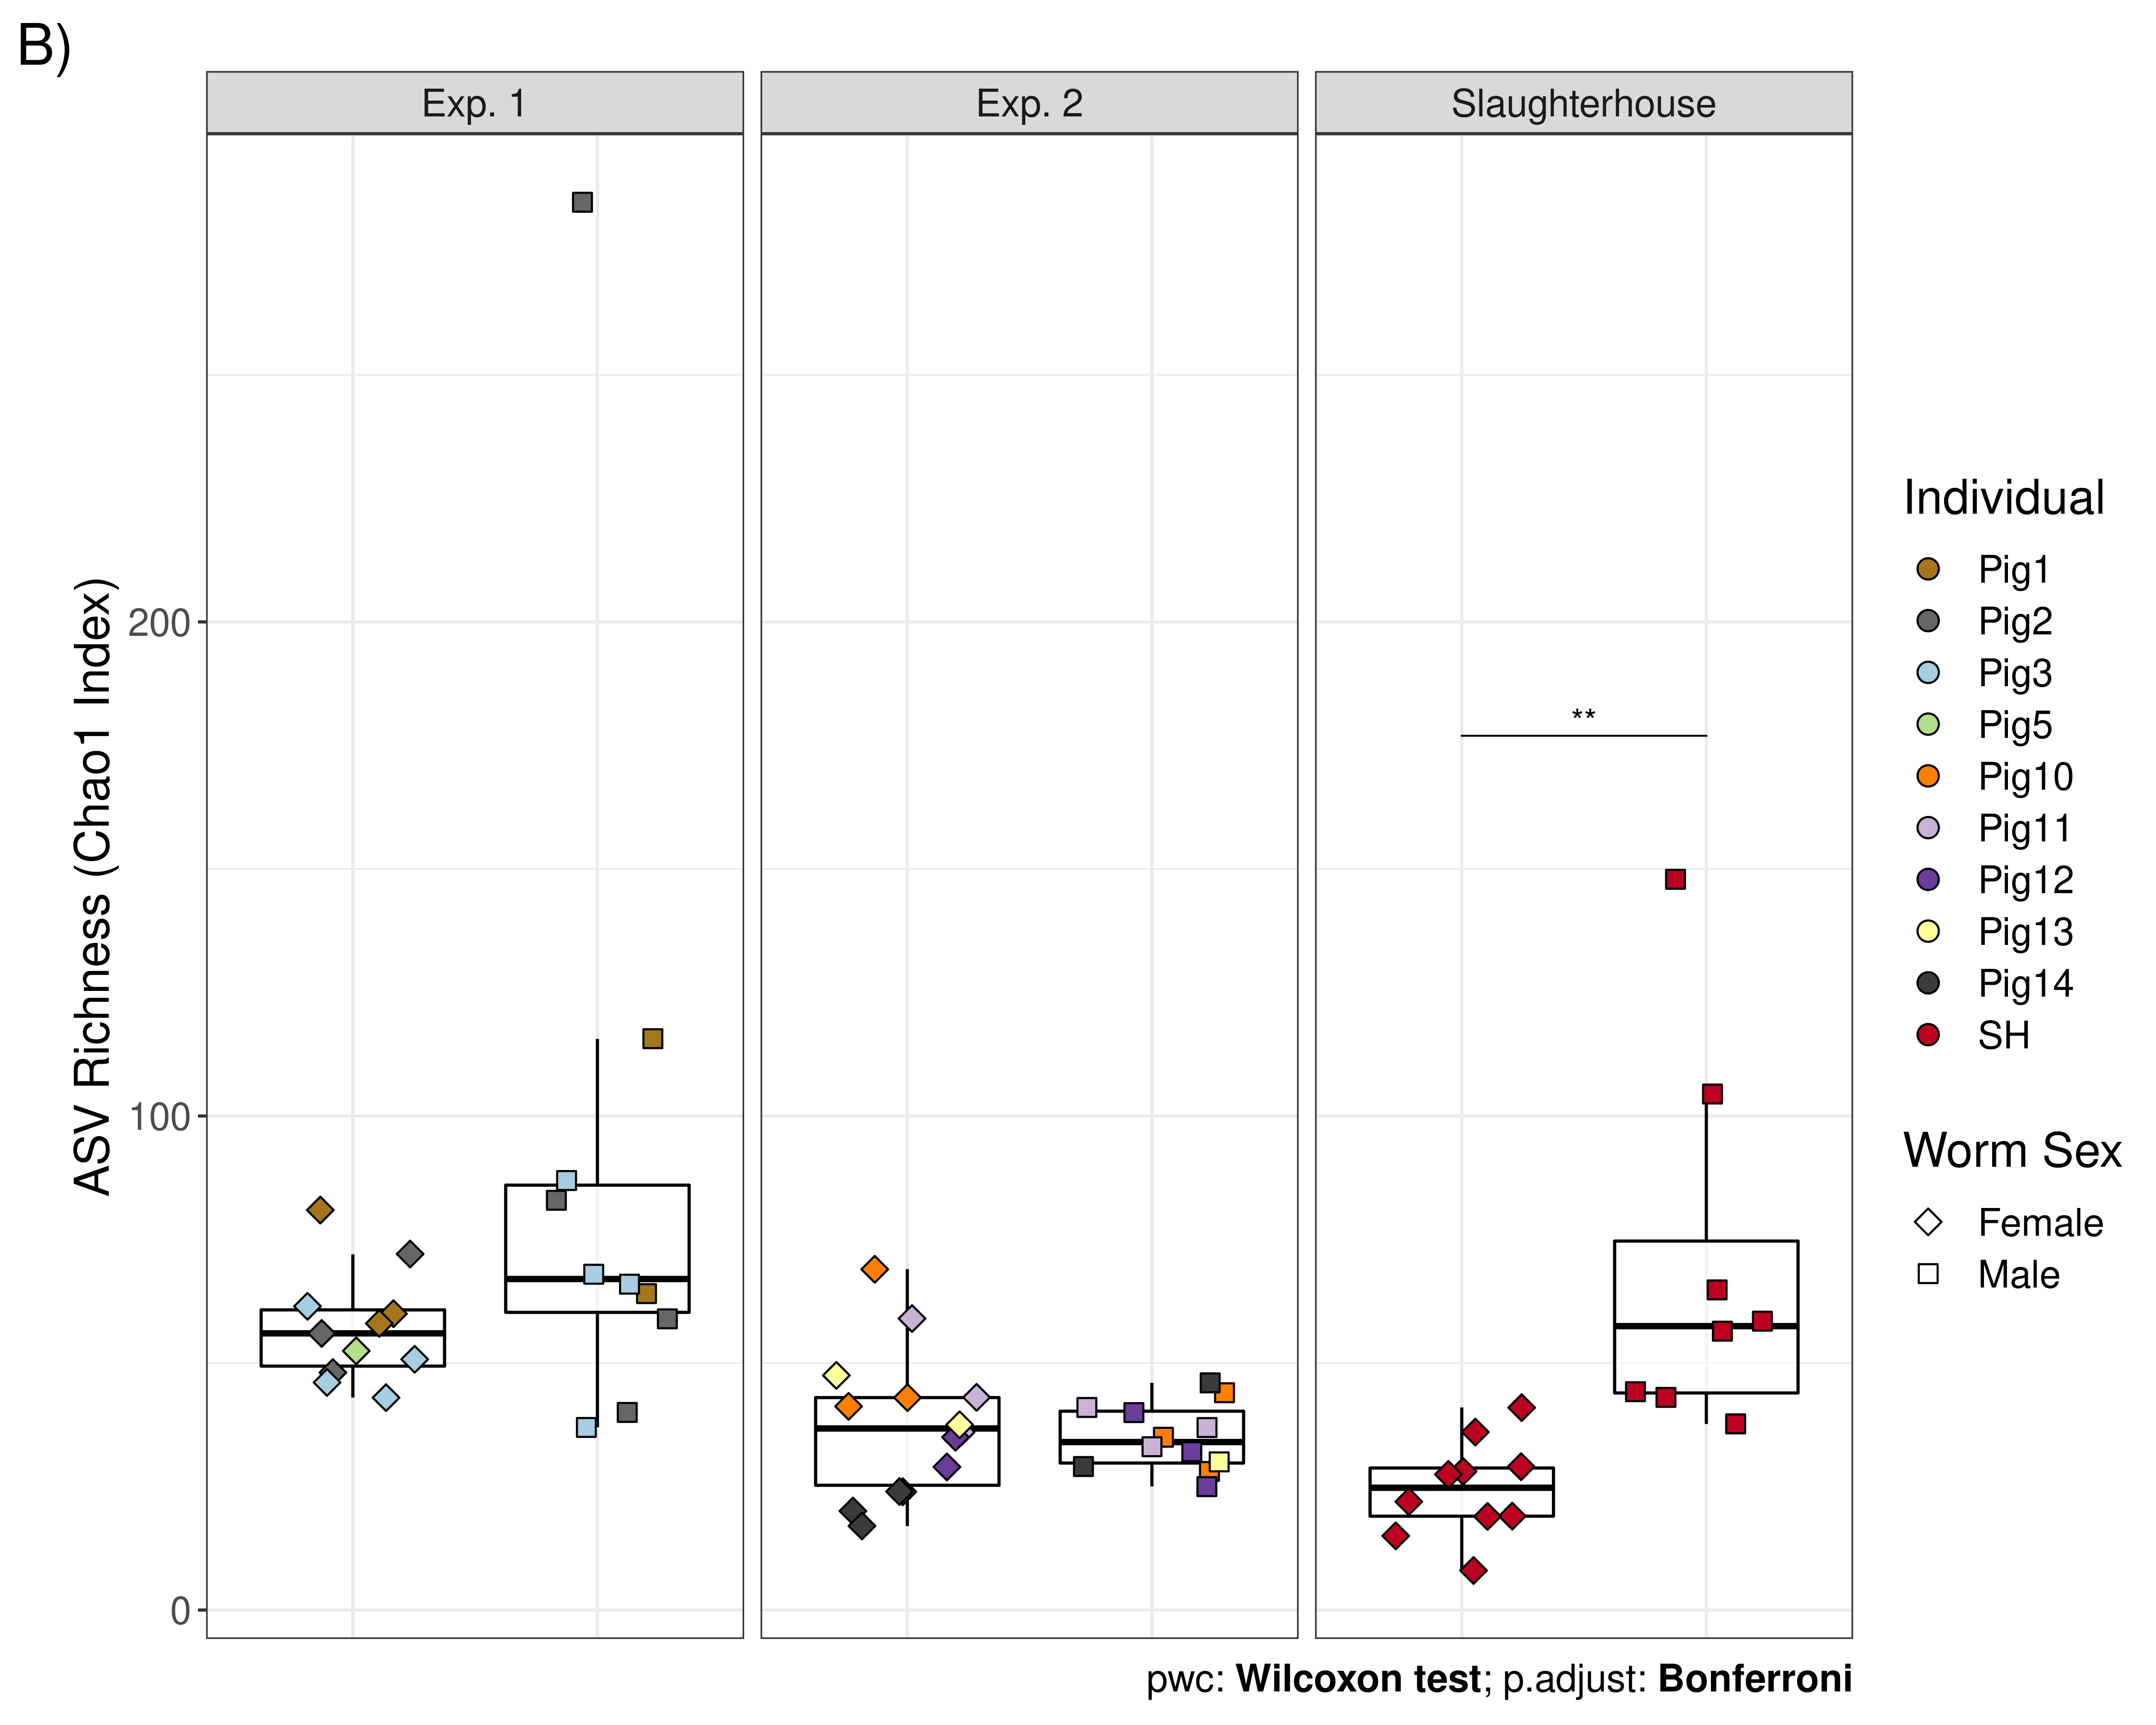 B)
Exp. 1
Exp. 2
Slaughterhouse
ASV Richness (Chao1 Index)
200
100
0
**
Individual
Pig1
Pig2
Pig3
Pig5
Pig10
Pig11
Pig12
Pig13
Pig14
SH
Worm Sex
Female
Male
pwc: Wilcoxon test; p.adjust: Bonferroni